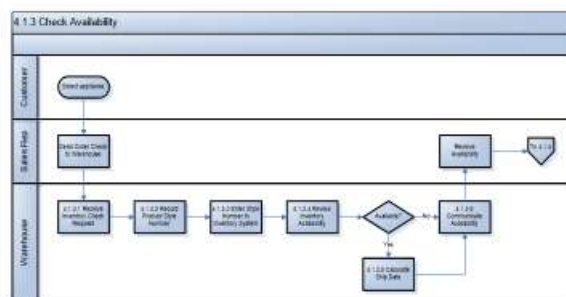 4.1.3 Check Availability
Customer
Select appliance
Sales Rep
Send Order Check
to Warehouse
Receive
Availability
To 4.1.4
Warehouse
4.1.3.1 Receive
Inventory Check
Request
4.1.3.2 Record
Product Style
Number
4.1.3.3 Enter Style
Number in
Inventory System
4.1.3.4 Review
Inventory
Availability
Available?
No
4.1.3.6
Communicate
Availability
Yes
4.1.3.5 Calculate
Ship Date